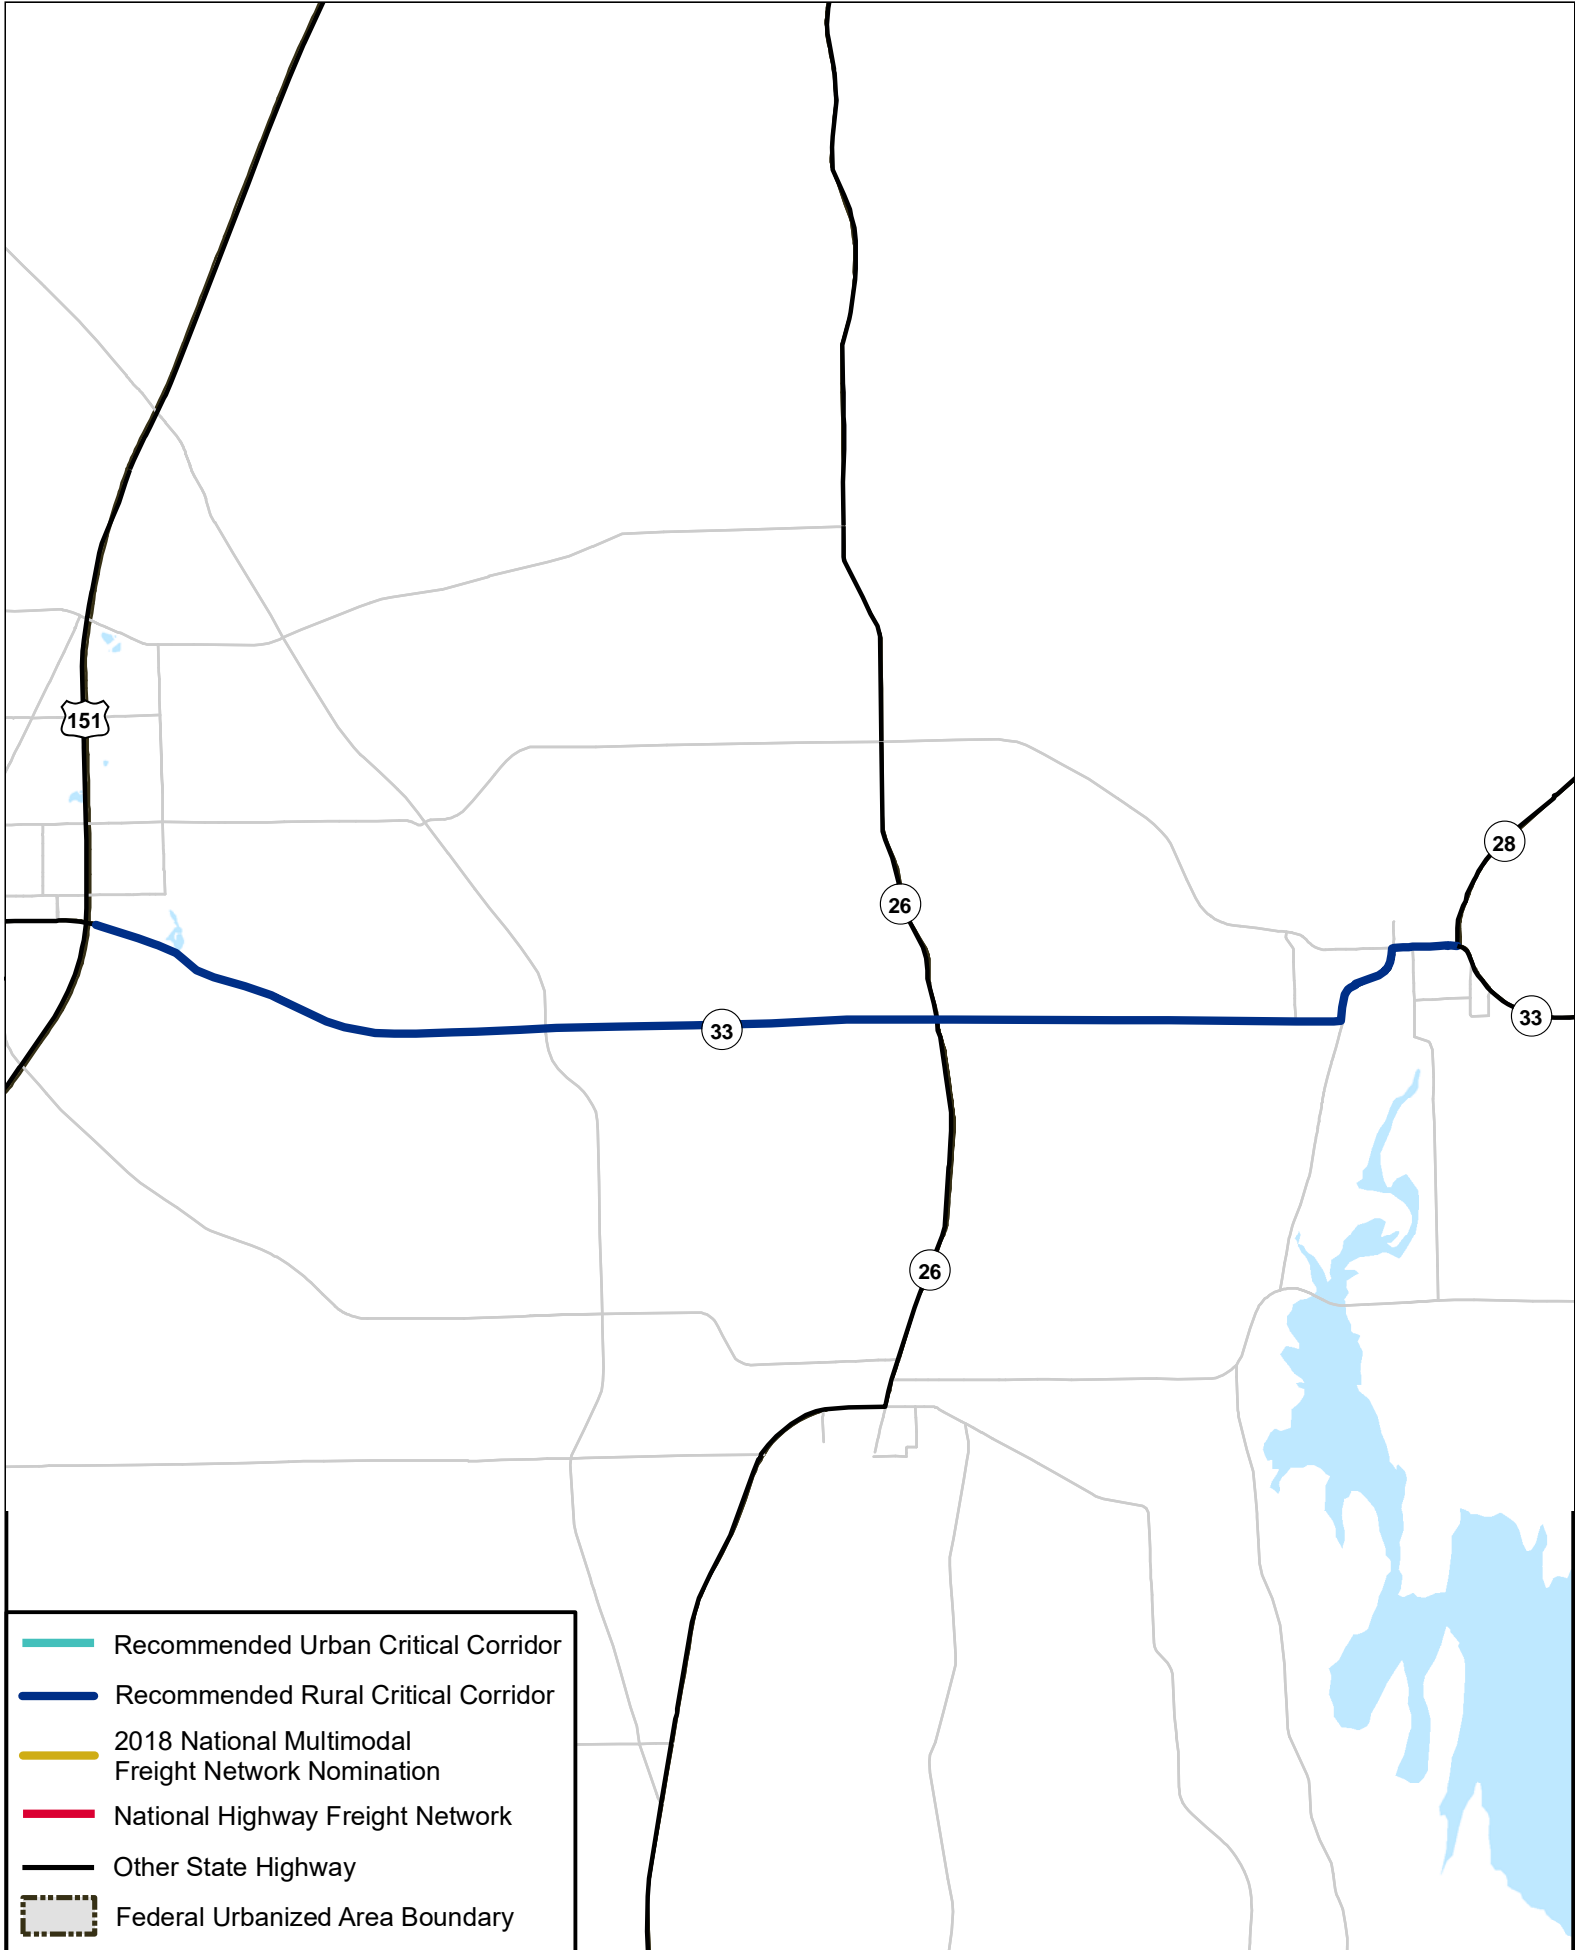 151
28
26
33
33
26
Recommended Urban Critical Corridor
Recommended Rural Critical Corridor
2018 National Multimodal
Freight Network Nomination
National Highway Freight Network
Other State Highway
Federal Urbanized Area Boundary